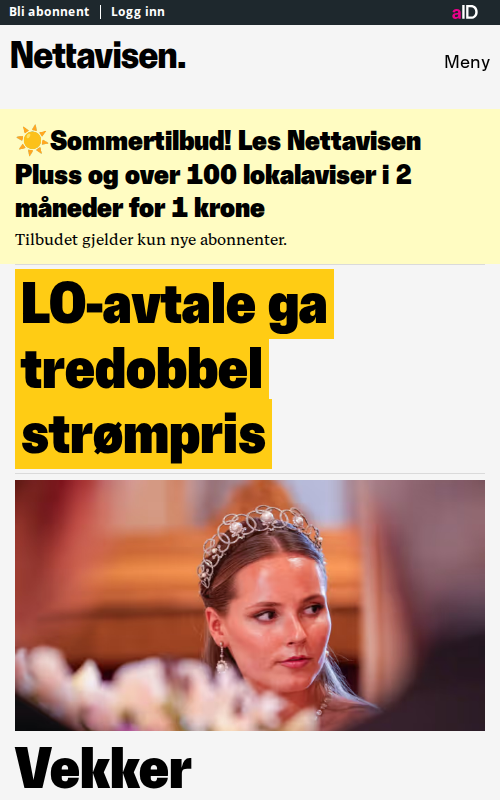 Bli abonnent
Logg inn
aID
Nettavisen.
Meny
☀️Sommertilbud! Les Nettavisen
Pluss og over 100 lokalaviser i 2
måneder for 1 krone
Tilbudet gjelder kun nye abonnenter.
LO-avtale ga
tredobbel
strømpris
Vekker